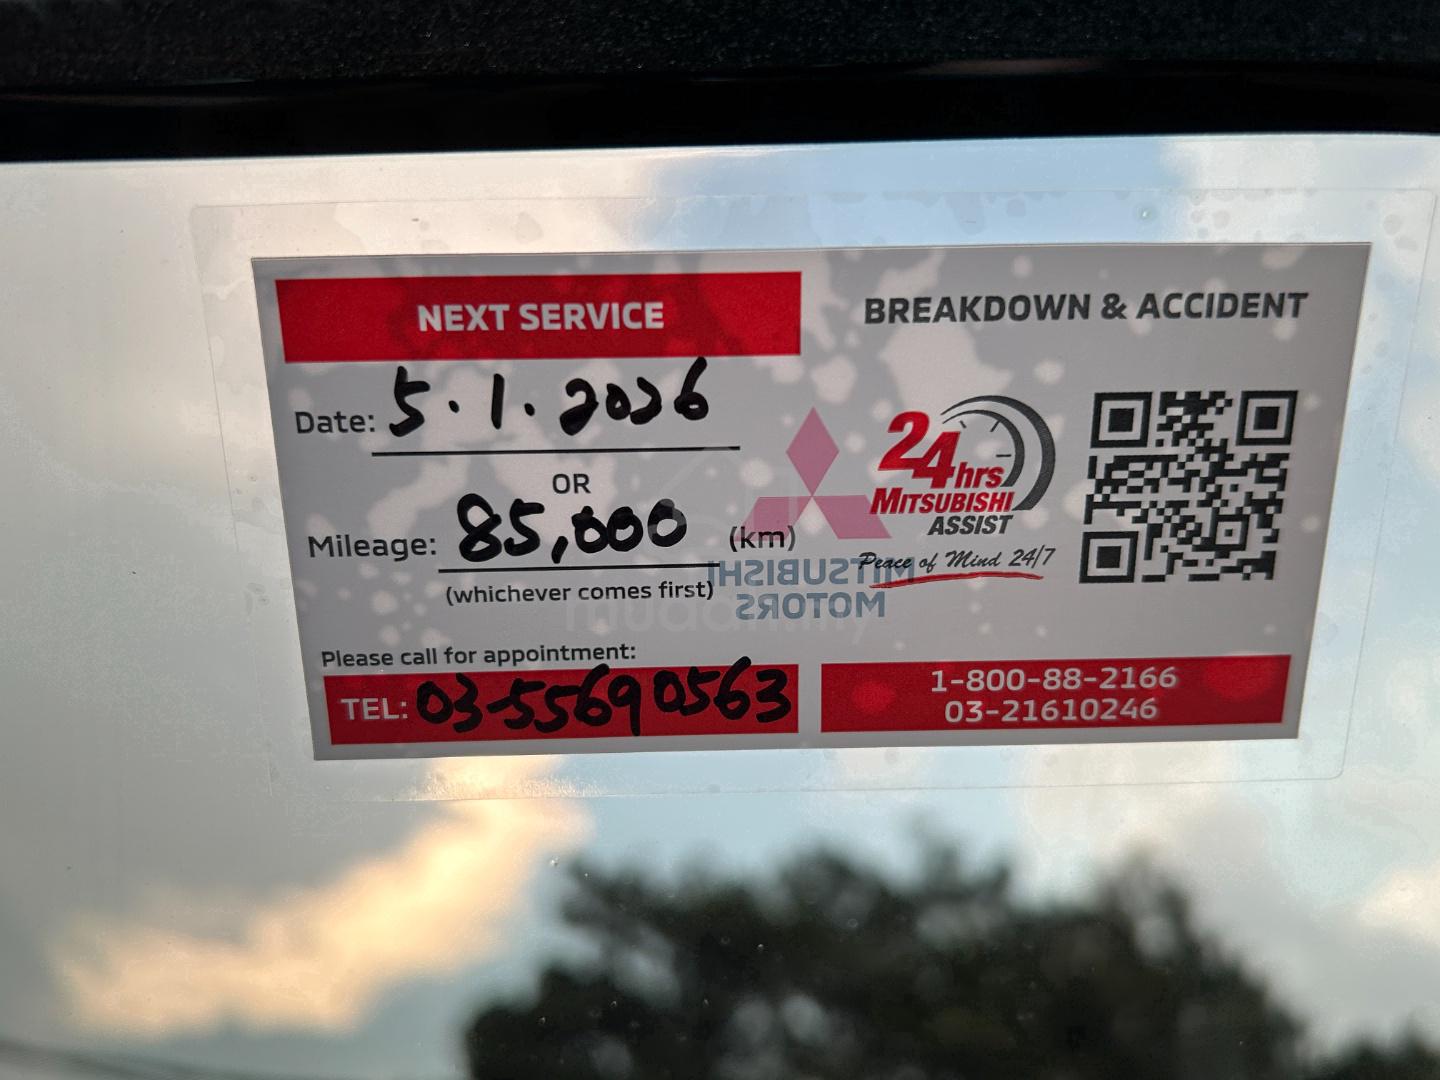 NEXT SERVICE
Date: 5.1.2026
OR
Mileage: 85,000 (km)
(whichever comes first)
Please call for appointment:
TEL: 03-55690563
BREAKDOWN & ACCIDENT
24hrs
MITSUBISHI
ASSIST
Peace of Mind 24/7
1-800-88-2166
03-21610246
MITSUBISHI
MOTORS
mudah.my